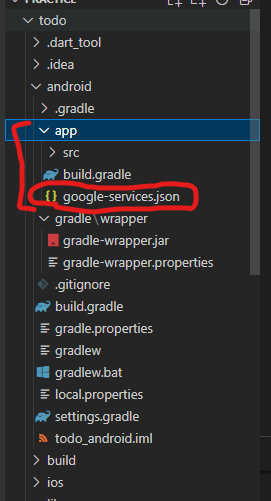 todo
.dart_tool
.idea
android
.gradle
app
src
build.gradle
google-services.json
gradle\wrapper
gradle-wrapper.jar
gradle-wrapper.properties
.gitignore
build.gradle
gradle.properties
gradlew
gradlew.bat
local.properties
settings.gradle
todo_android.iml
build
ios